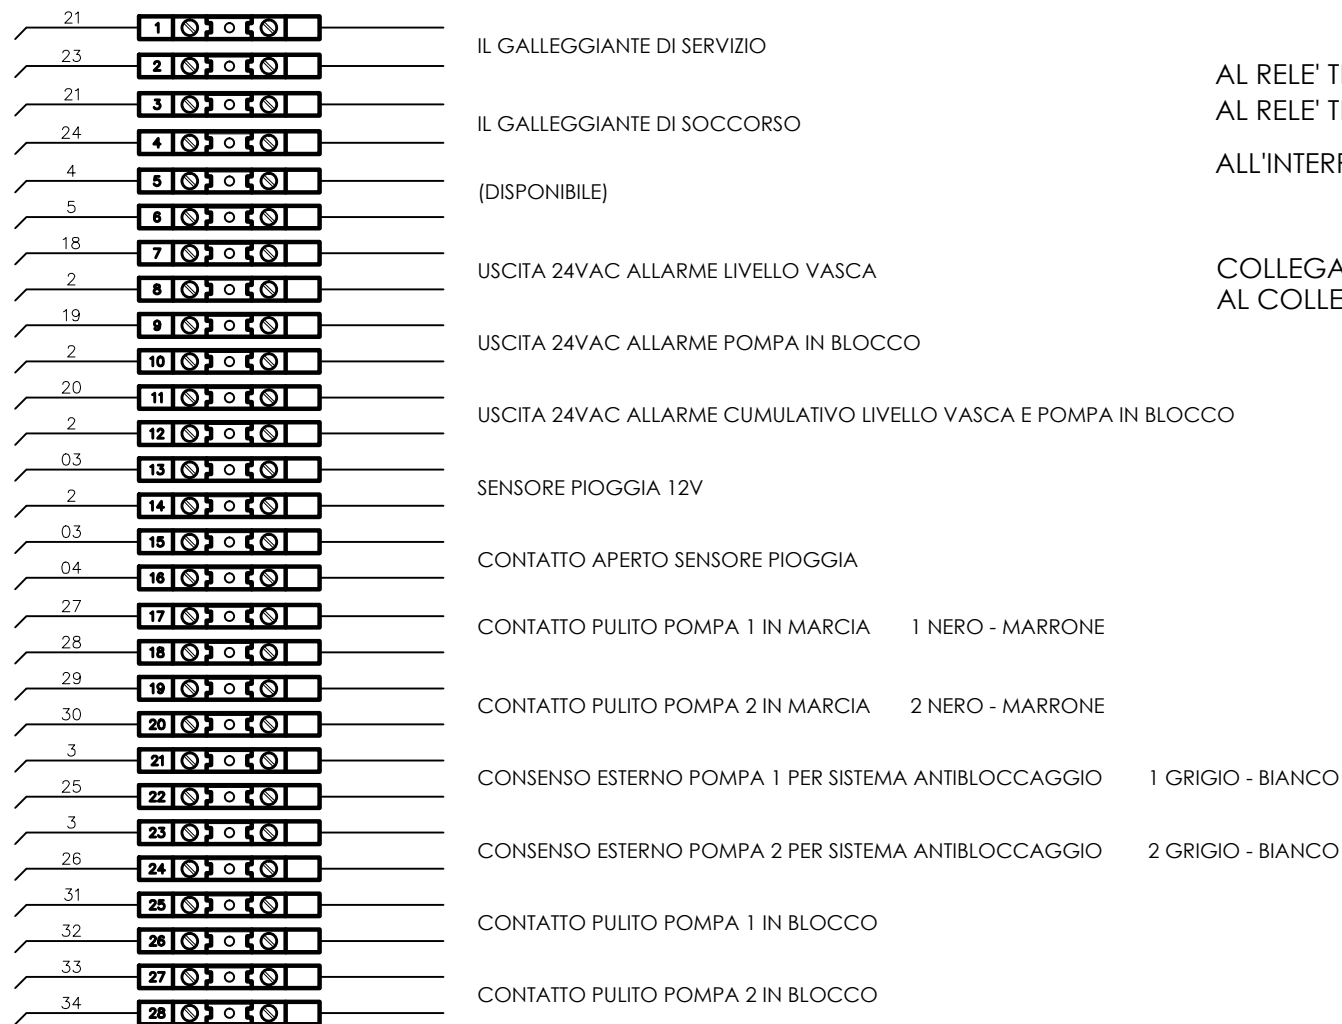 21 1
IL GALLEGGIANTE DI SERVIZIO
23 2
21 3
IL GALLEGGIANTE DI SOCCORSO
24 4
4 5
(DISPONIBILE)
5 6
18 7
USCITA 24VAC ALLARME LIVELLO VASCA
2 8
19 9
USCITA 24VAC ALLARME POMPA IN BLOCCO
2 10
20 11
USCITA 24VAC ALLARME CUMULATIVO LIVELLO VASCA E POMPA IN BLOCCO
2 12
03 13
SENSORE PIOGGIA 12V
2 14
03 15
CONTATTO APERTO SENSORE PIOGGIA
04 16
27 17
CONTATTO PULITO POMPA 1 IN MARCIA 1 NERO - MARRONE
28 18
29 19
CONTATTO PULITO POMPA 2 IN MARCIA 2 NERO - MARRONE
30 20
3 21
CONSENSO ESTERNO POMPA 1 PER SISTEMA ANTIBLOCCAGGIO 1 GRIGIO - BIANCO
25 22
3 23
CONSENSO ESTERNO POMPA 2 PER SISTEMA ANTIBLOCCAGGIO 2 GRIGIO - BIANCO
26 24
31 25
CONTATTO PULITO POMPA 1 IN BLOCCO
32 26
33 27
CONTATTO PULITO POMPA 2 IN BLOCCO
34 28
AL RELE'
AL RELE'
AL